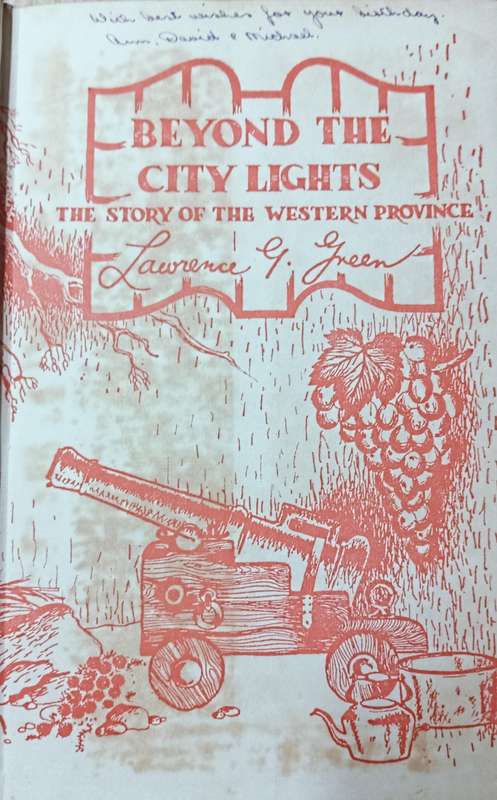 With best wishes for your birthday.
Ann, David & Michael.
BEYOND THE
CITY LIGHTS
THE STORY OF THE WESTERN PROVINCE
Lawrence G. Green